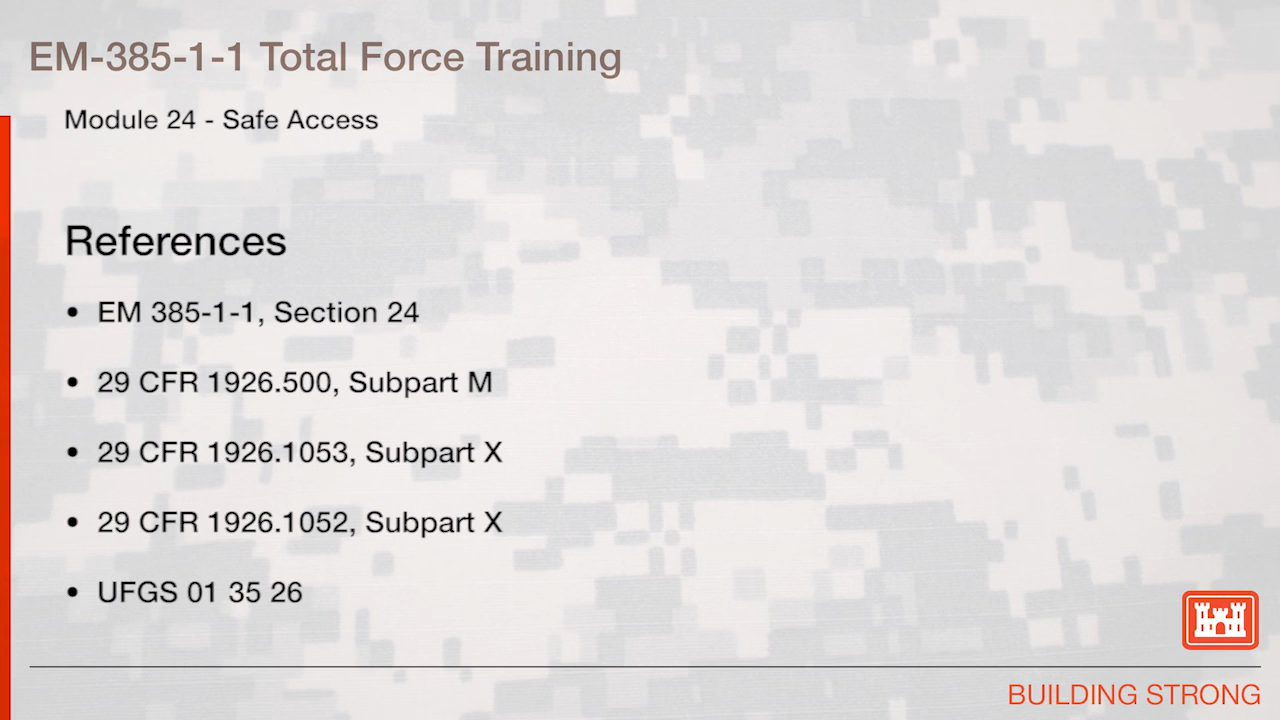 EM-385-1-1 Total Force Training
Module 24 - Safe Access
References
• EM 385-1-1, Section 24
• 29 CFR 1926.500, Subpart M
• 29 CFR 1926.1053, Subpart X
• 29 CFR 1926.1052, Subpart X
• UFGS 01 35 26
BUILDING STRONG